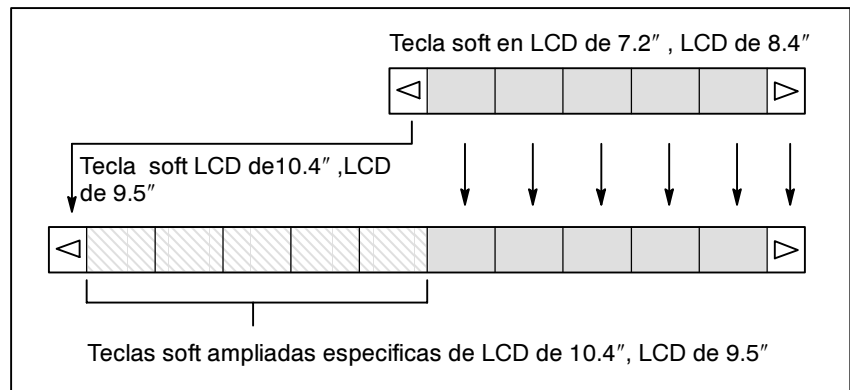 Tecla soft en LCD de 7.2″ , LCD de 8.4″
Tecla soft LCD de10.4″ ,LCD
de 9.5″
Teclas soft ampliadas especificas de LCD de 10.4″, LCD de 9.5″